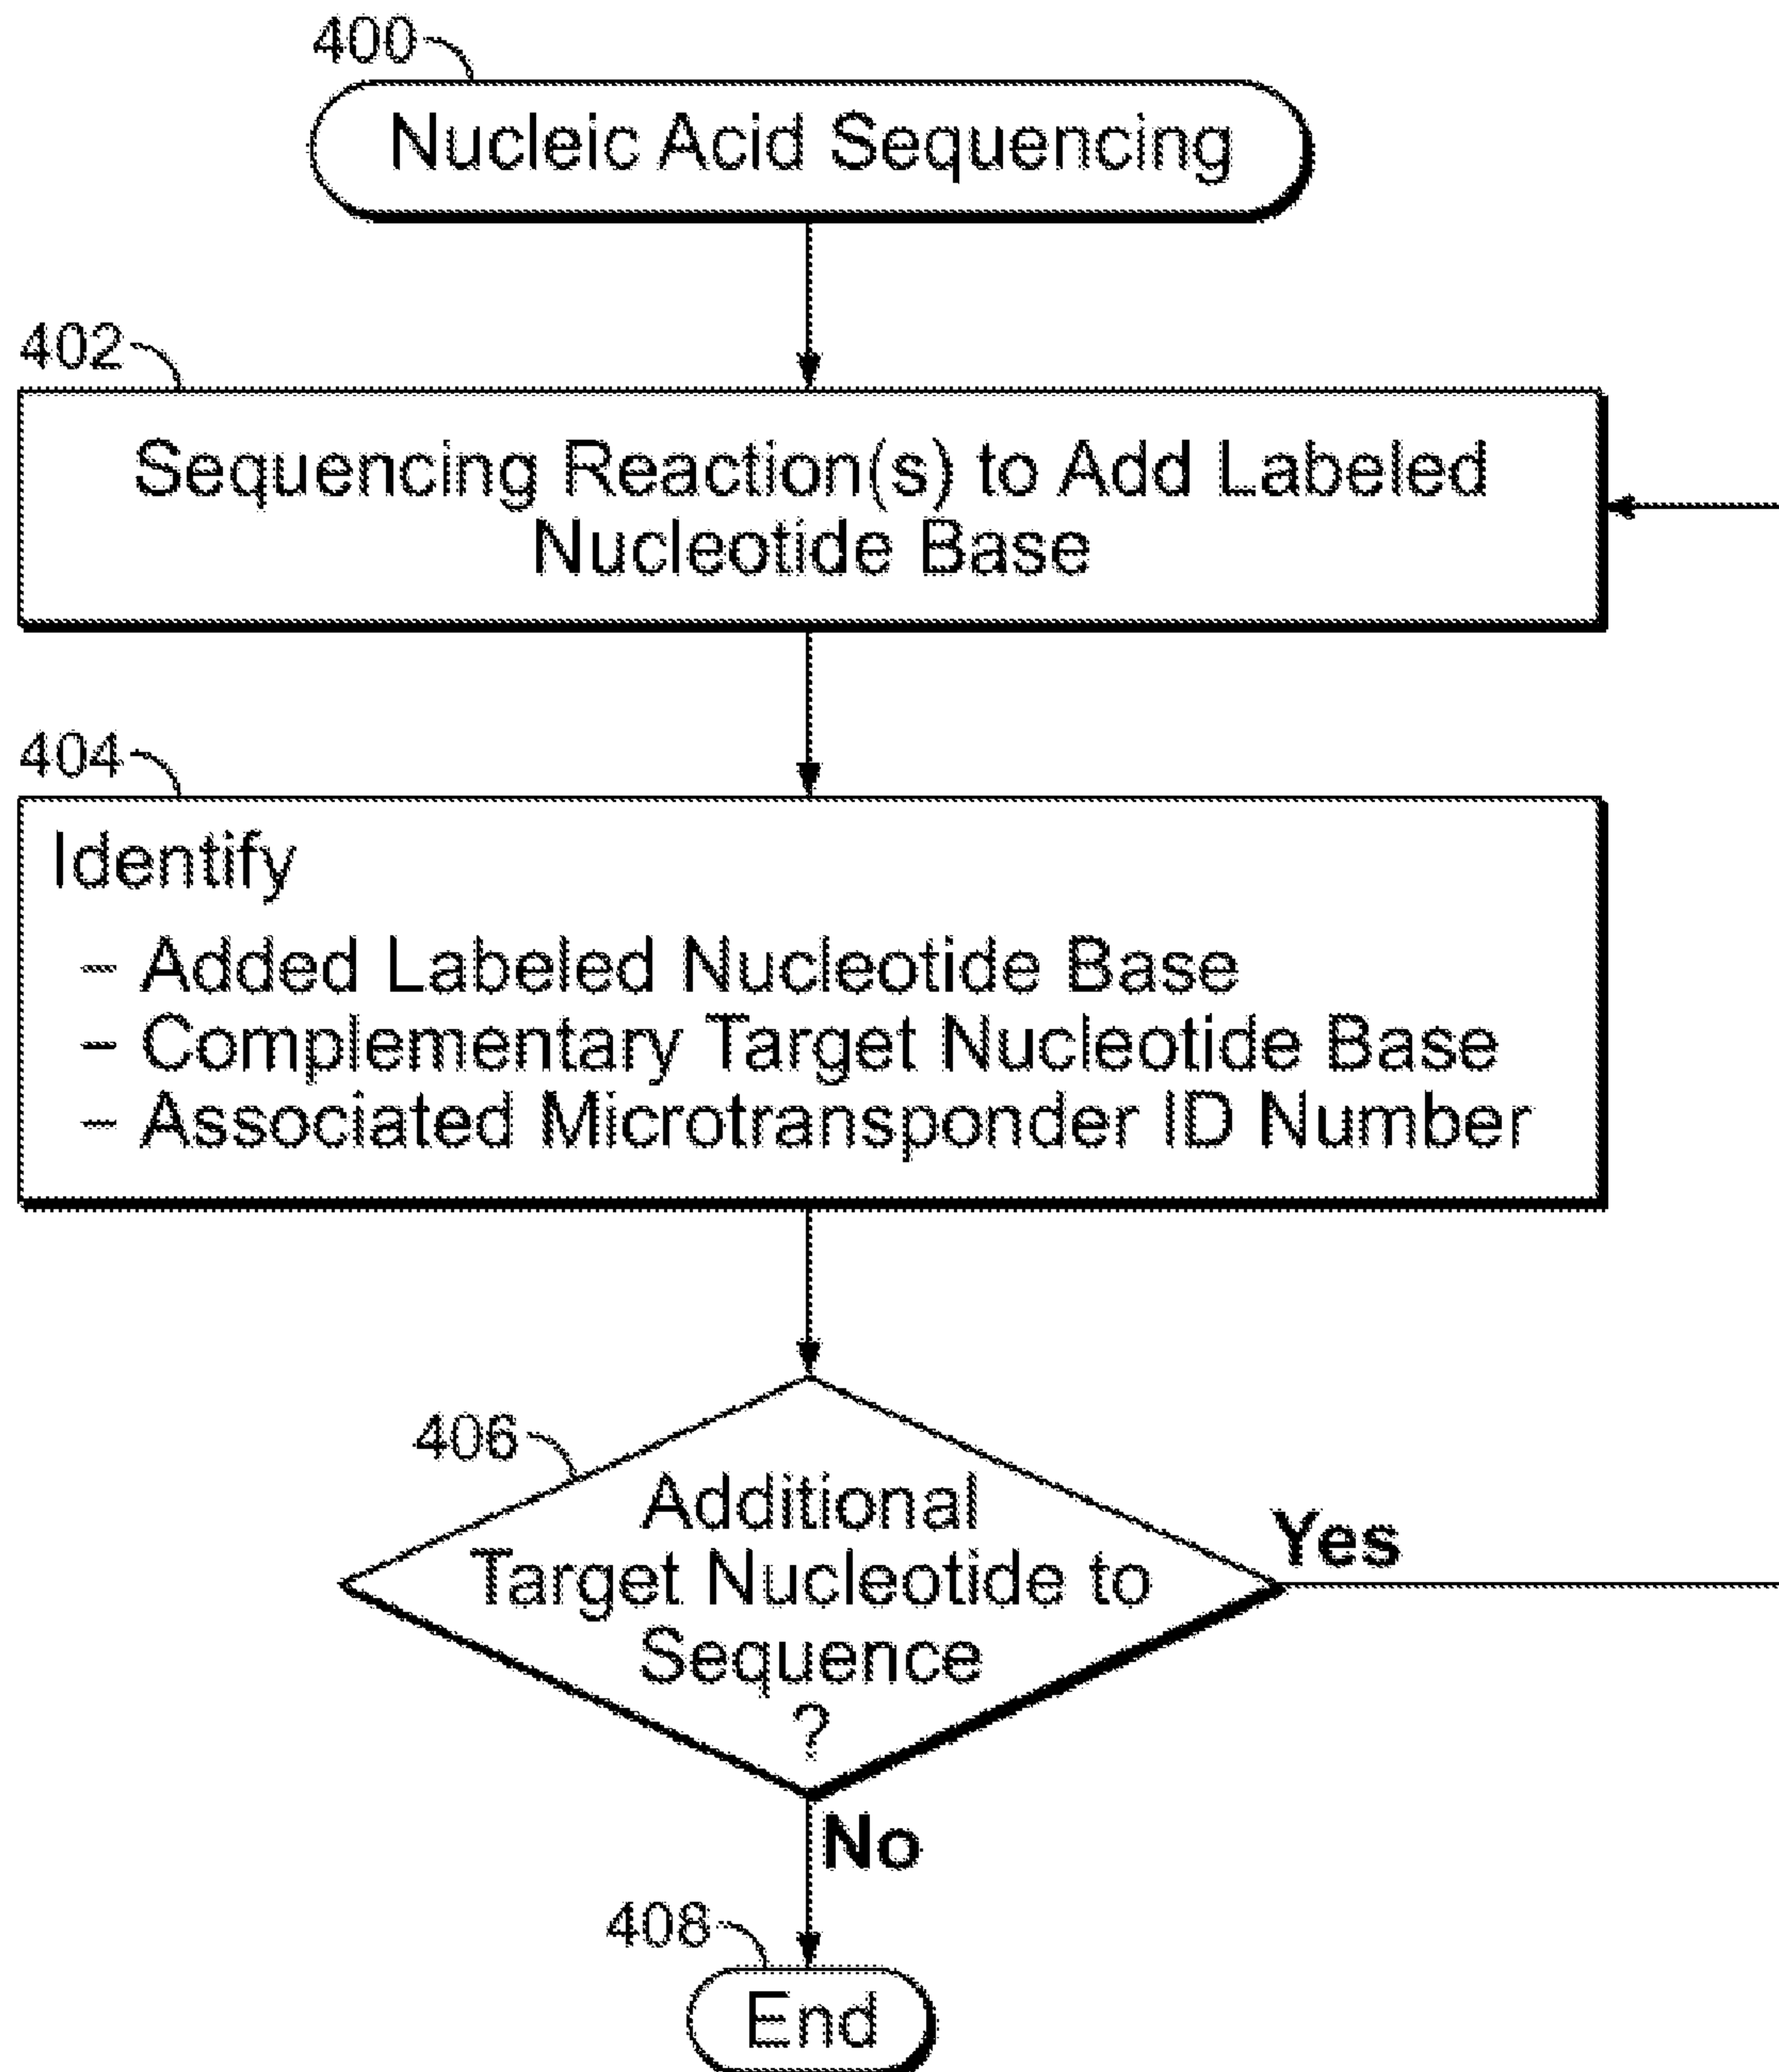 400
Nucleic Acid Sequencing
402
Sequencing Reaction(s) to Add Labeled
Nucleotide Base
404
Identify
– Added Labeled Nucleotide Base
– Complementary Target Nucleotide Base
– Associated Microtransponder ID Number
406
Additional
Target Nucleotide to
Sequence
?
Yes
No
408
End